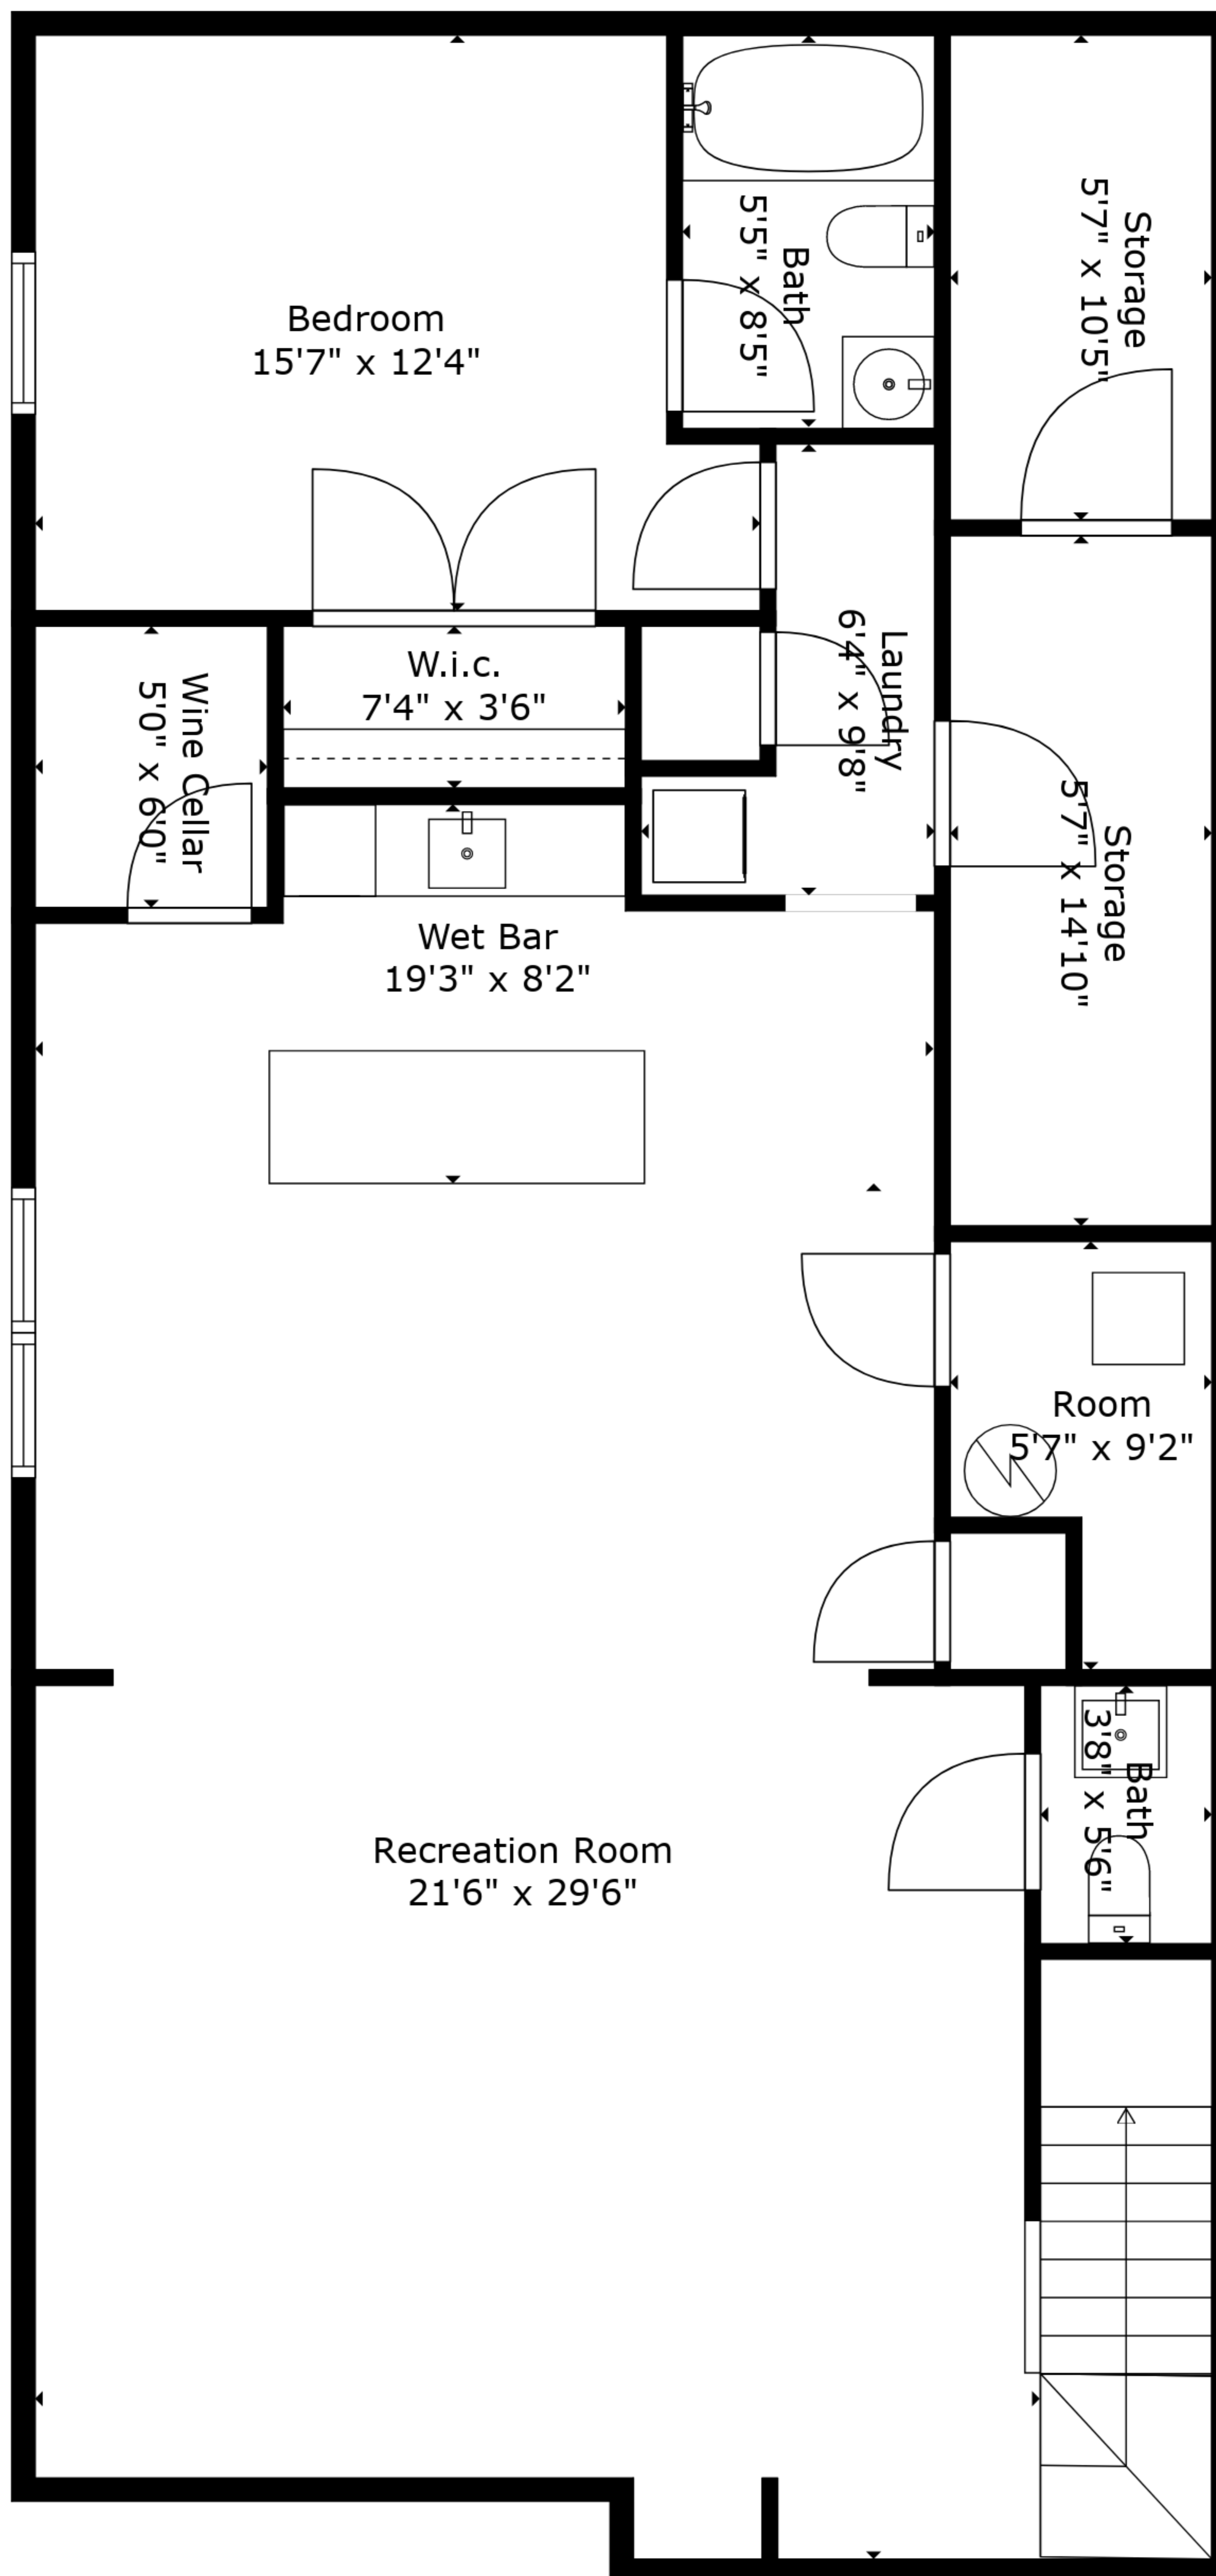 Bedroom
15'7" x 12'4"
Bath
5'5" x 8'5"
Storage
5'7" x 10'5"
W.i.c.
7'4" x 3'6"
Wine Cellar
5'0" x 6'0"
Laundry
6'4" x 9'8"
Storage
5'7" x 14'10"
Wet Bar
19'3" x 8'2"
Room
5'7" x 9'2"
Bath
3'8" x 5'6"
Recreation Room
21'6" x 29'6"